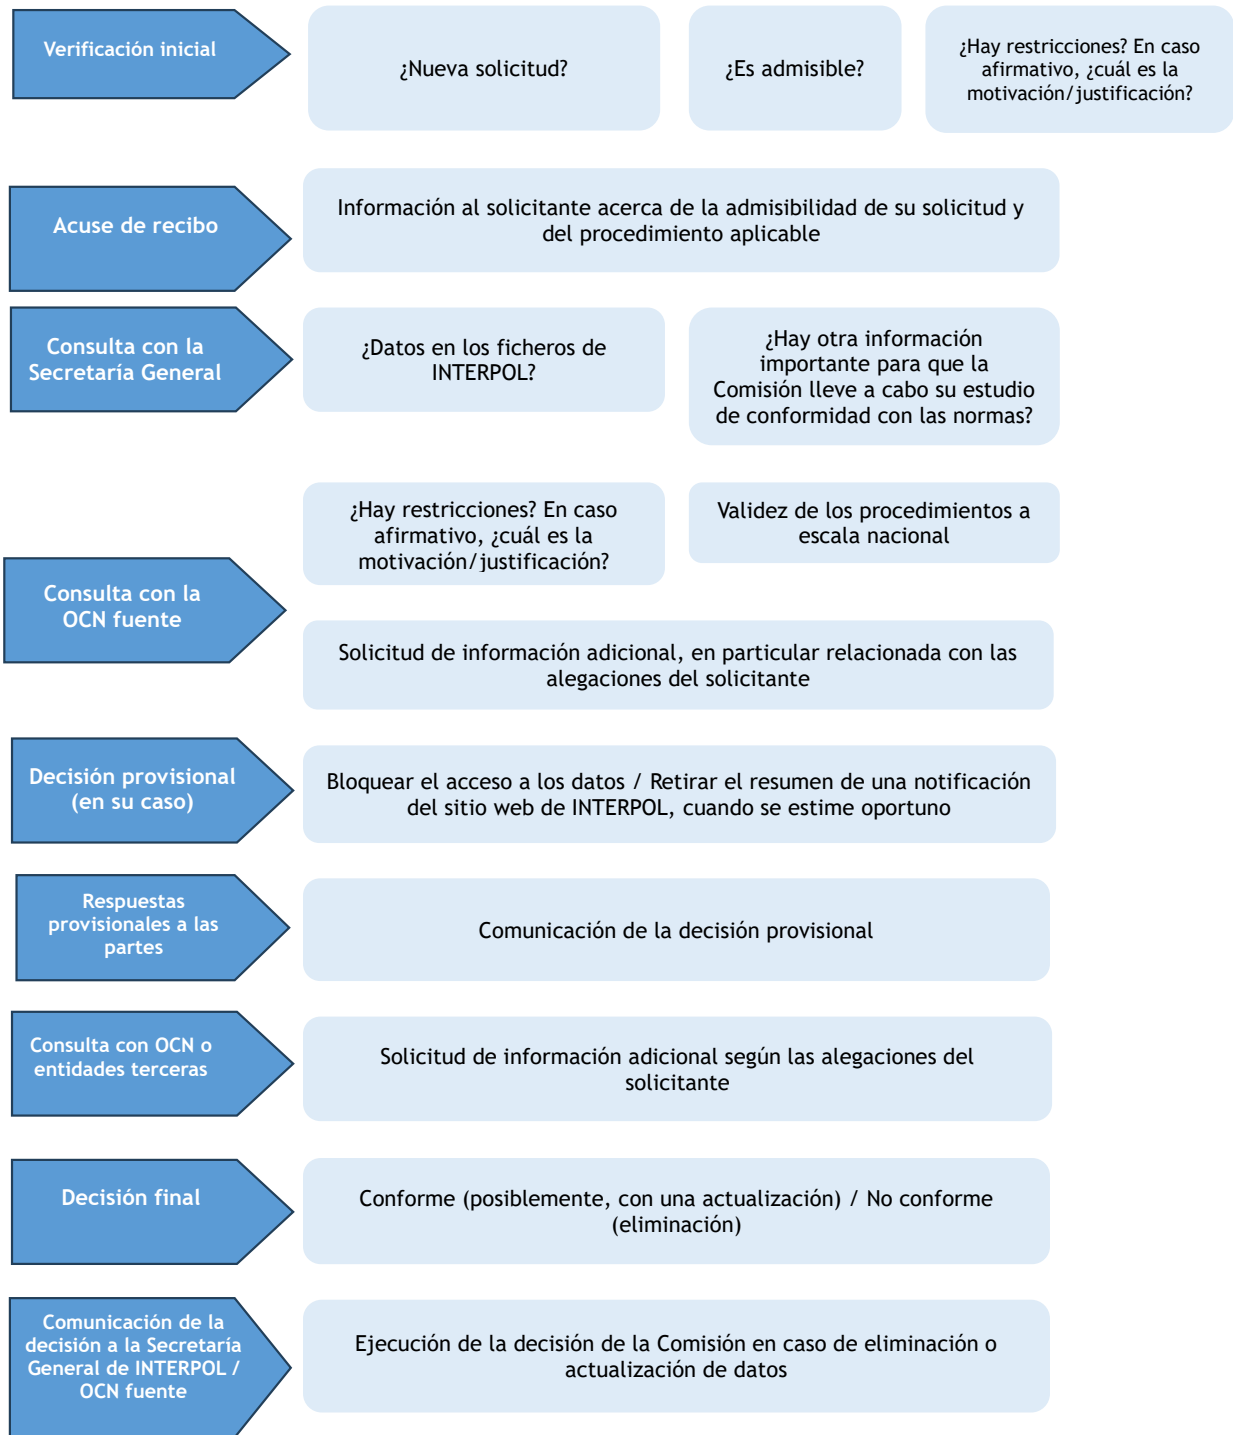 Verificación inicial
¿Nueva solicitud?
¿Es admisible?
¿Hay restricciones? En caso
afirmativo, ¿cuál es la
motivación/justificación?
Acuse de recibo
Información al solicitante acerca de la admisibilidad de su solicitud y
del procedimiento aplicable
Consulta con la
Secretaría General
¿Datos en los ficheros de
INTERPOL?
¿Hay otra información
importante para que la
Comisión lleve a cabo su estudio
de conformidad con las normas?
Consulta con la
OCN fuente
¿Hay restricciones? En caso
afirmativo, ¿cuál es la
motivación/justificación?
Validez de los procedimientos a
escala nacional
Solicitud de información adicional, en particular relacionada con las
alegaciones del solicitante
Decisión provisional
(en su caso)
Bloquear el acceso a los datos / Retirar el resumen de una notificación
del sitio web de INTERPOL, cuando se estime oportuno
Respuestas
provisionales a las
partes
Comunicación de la decisión provisional
Consulta con OCN o
entidades terceras
Solicitud de información adicional según las alegaciones del
solicitante
Decisión final
Conforme (posiblemente, con una actualización) / No conforme
(eliminación)
Comunicación de la
decisión a la Secretaría
General de INTERPOL /
OCN fuente
Ejecución de la decisión de la Comisión en caso de eliminación o
actualización de datos